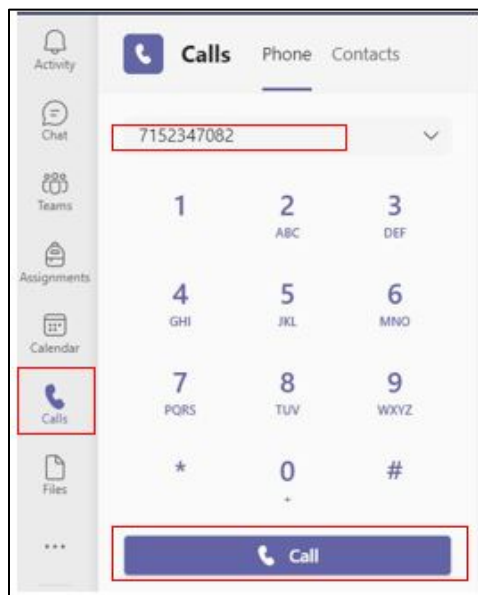 Activity
Chat
Teams
Assignments
Calendar
Calls
Files
...
Calls Phone Contacts
7152347082
1 2 3
ABC DEF
4 5 6
GHI JKL MNO
7 8 9
PQRS TUV WXYZ
* 0 #
+
Call